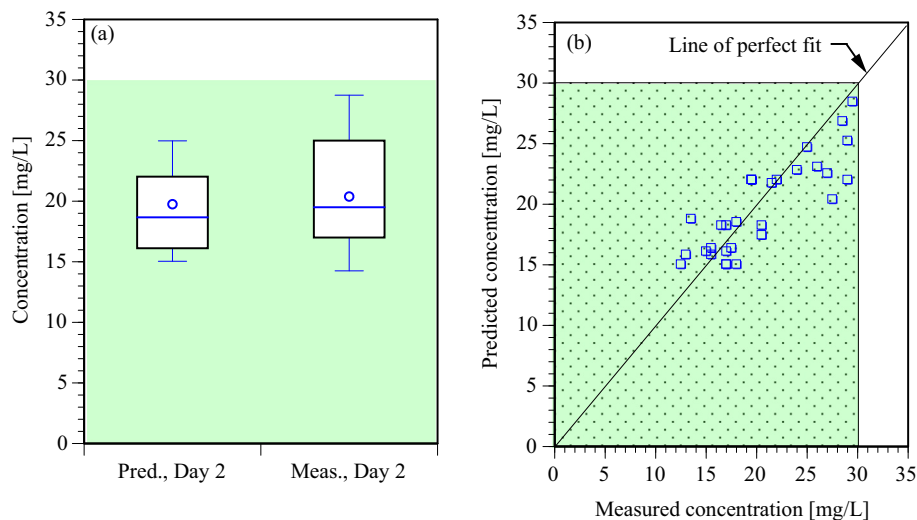 (a)
Concentration [mg/L]
35
30
25
20
15
10
5
0
Pred., Day 2
Meas., Day 2
(b)
Line of perfect fit
Predicted concentration [mg/L]
35
30
25
20
15
10
5
0
0 5 10 15 20 25 30 35
Measured concentration [mg/L]